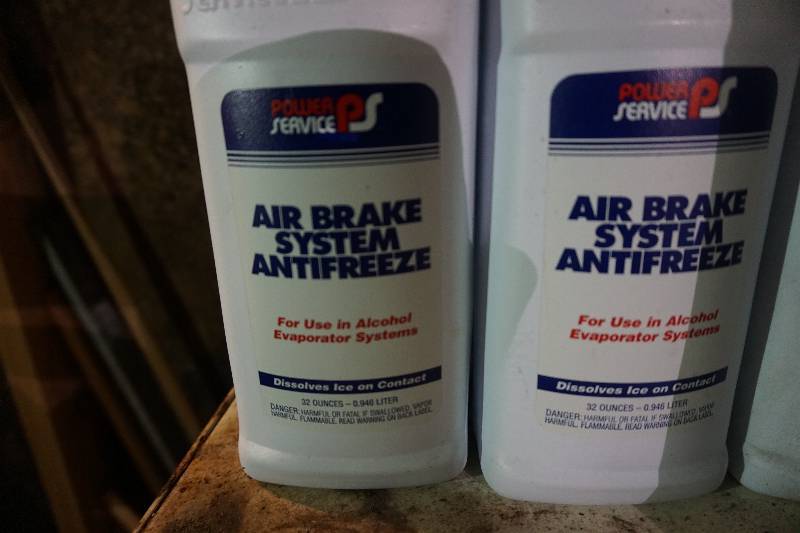 POWER
SERVICE PS
AIR BRAKE
SYSTEM
ANTIFREEZE
For Use in Alcohol
Evaporator Systems
Dissolves Ice on Contact
32 OUNCES – 0.946 LITER
DANGER: HARMFUL OR FATAL IF SWALLOWED. VAPOR
HARMFUL. FLAMMABLE. READ WARNING ON BACK LABEL.
POWER
SERVICE PS
AIR BRAKE
SYSTEM
ANTIFREEZE
For Use in Alcohol
Evaporator Systems
Dissolves Ice on Contact
32 OUNCES – 0.946 LITER
DANGER: HARMFUL OR FATAL IF SWALLOWED. VAPOR
HARMFUL. FLAMMABLE. READ WARNING ON BACK LABEL.